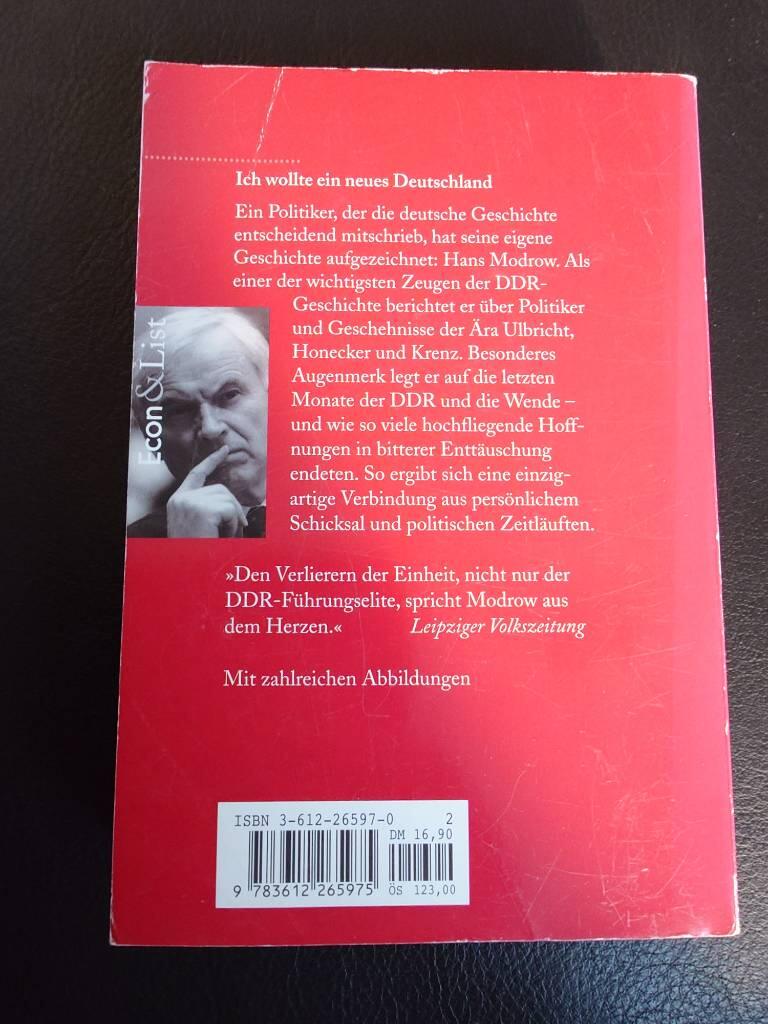 Ich wollte ein neues Deutschland
Ein Politiker, der die deutsche Geschichte
entscheidend mitschrieb, hat seine eigene
Geschichte aufgezeichnet: Hans Modrow. Als
einer der wichtigsten Zeugen der DDR-
Geschichte berichtet er über Politiker
und Geschehnisse der Ära Ulbricht,
Honecker und Krenz. Besonderes
Augenmerk legt er auf die letzten
Monate der DDR und die Wende –
und wie so viele hochfliegende Hoff-
nungen in bitterer Enttäuschung
endeten. So ergibt sich eine einzig-
artige Verbindung aus persönlichem
Schicksal und politischen Zeitläuften.
Econ & List
»Den Verlierern der Einheit, nicht nur der
DDR-Führungselite, spricht Modrow aus
dem Herzen.« Leipziger Volkszeitung
Mit zahlreichen Abbildungen
ISBN 3-612-26597-0 2
DM 16,90
9 783612 265975 ÖS 123,00